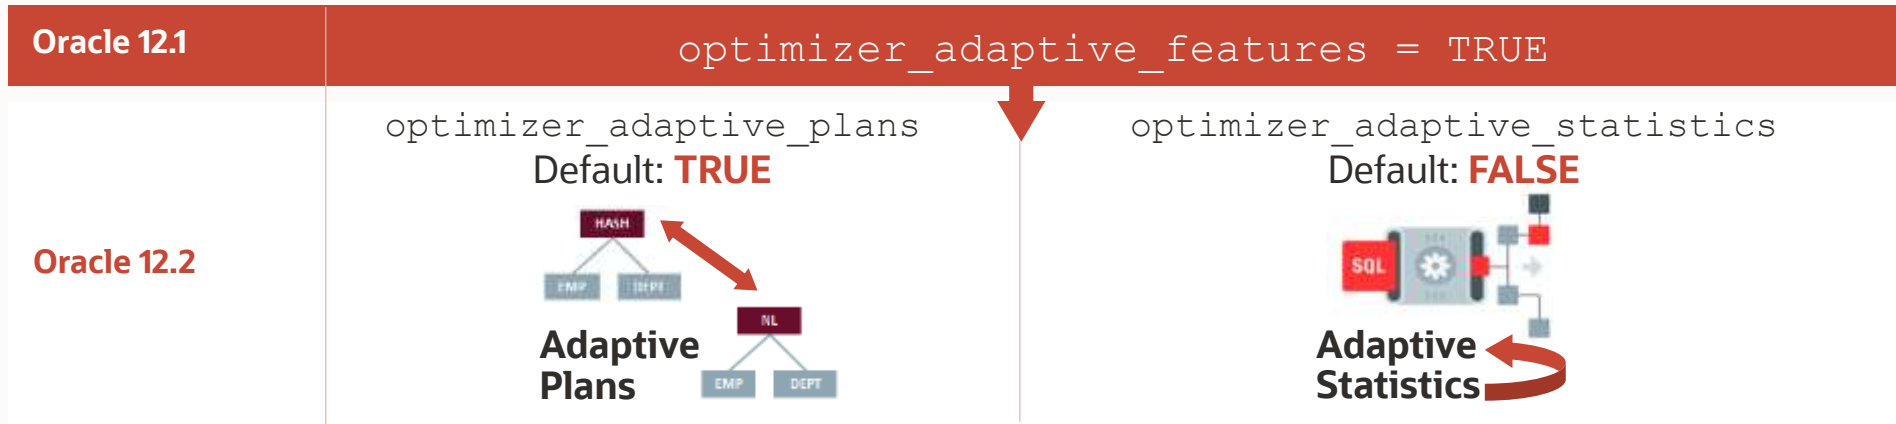 Oracle 12.1
optimizer_adaptive_features = TRUE
Oracle 12.2
optimizer_adaptive_plans
Default: TRUE
HASH
EMP DEPT
NL
EMP DEPT
Adaptive
Plans
optimizer_adaptive_statistics
Default: FALSE
SQL
Adaptive
Statistics